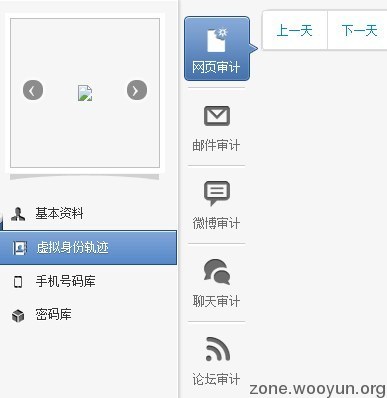 上一天
下一天
网页审计
邮件审计
基本资料
微博审计
虚拟身份轨迹
手机号码库
聊天审计
密码库
论坛审计
zone.wooyun.org